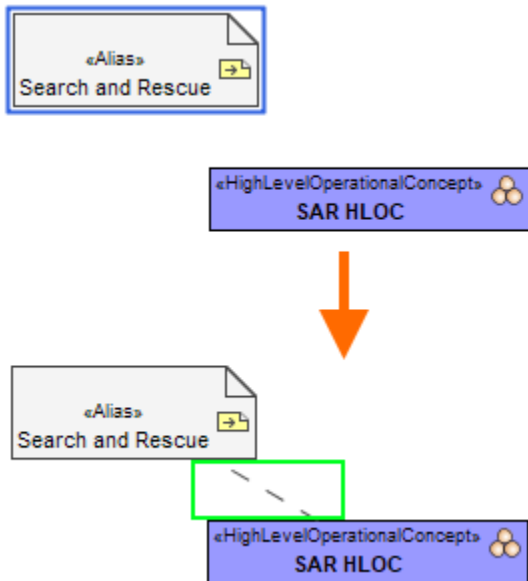 «Alias»
Search and Rescue
«HighLevelOperationalConcept»
SAR HLOC
«Alias»
Search and Rescue
«HighLevelOperationalConcept»
SAR HLOC